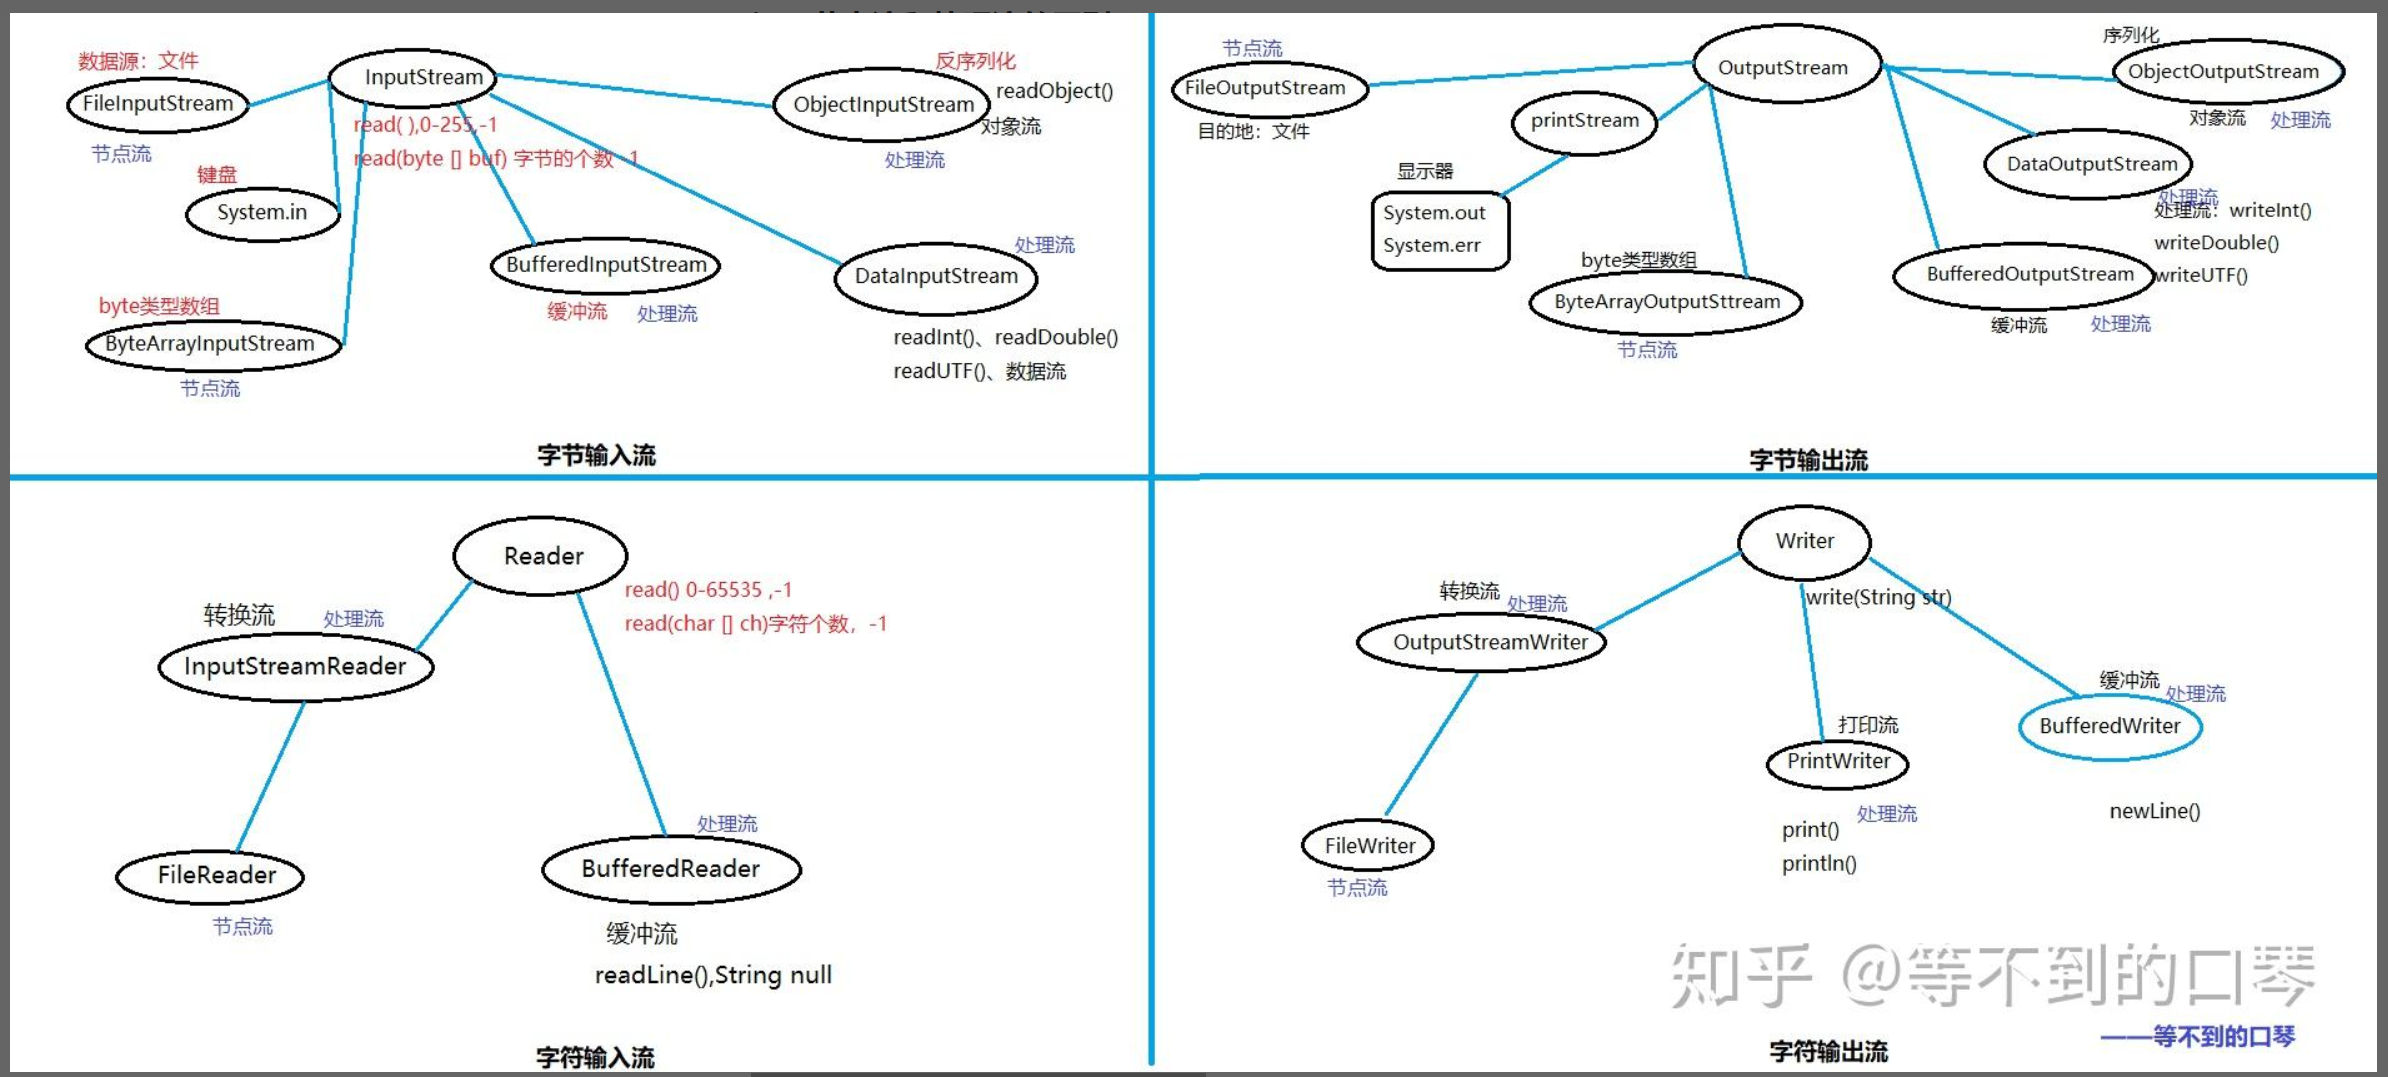 数据源：文件
InputStream
反序列化
FileInputStream
ObjectInputStream
readObject()
read( ),0-255,-1
对象流
节点流
read(byte [] buf) 字节的个数 -1
处理流
键盘
System.in
BufferedInputStream
处理流
DataInputStream
byte类型数组
缓冲流
处理流
ByteArrayInputStream
readInt()、readDouble()
节点流
readUTF()、数据流
字节输入流
节点流
OutputStream
序列化
FileOutputStream
ObjectOutputStream
目的地：文件
printStream
对象流
处理流
显示器
DataOutputStream
处理流
System.out
处理流：writeInt()
System.err
writeDouble()
byte类型数组
BufferedOutputStream
writeUTF()
ByteArrayOutputSttream
缓冲流
处理流
节点流
字节输出流
Reader
read() 0-65535 ,-1
转换流
处理流
read(char [] ch)字符个数，-1
InputStreamReader
处理流
FileReader
BufferedReader
节点流
缓冲流
readLine(),String null
字符输入流
Writer
转换流
处理流
write(String str)
OutputStreamWriter
缓冲流
处理流
打印流
BufferedWriter
PrintWriter
处理流
newLine()
print()
FileWriter
println()
节点流
知乎 @等不到的口琴
——等不到的口琴
字符输出流